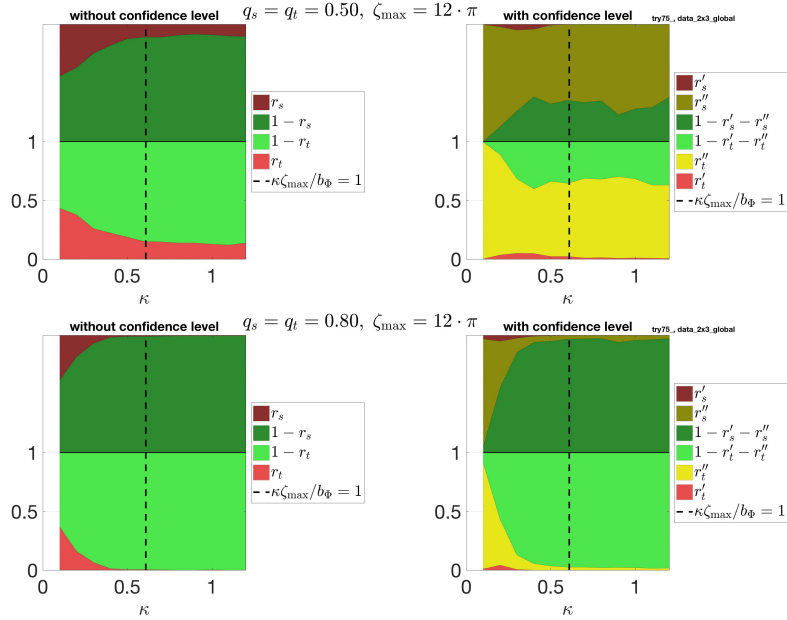 q_s = q_t = 0.50, ζ_max = 12 · π
without confidence level
with confidence level
try75_, data_2x3_global
1
0.5
0
0
0.5
1
κ
r_s
1 − r_s
1 − r_t
r_t
κζ_max/b_Φ = 1
1
0.5
0
0
0.5
1
κ
r′_s
r″_s
1 − r′_s − r″_s
1 − r′_t − r″_t
r″_t
r′_t
κζ_max/b_Φ = 1
q_s = q_t = 0.80, ζ_max = 12 · π
without confidence level
with confidence level
try75_, data_2x3_global
1
0.5
0
0
0.5
1
κ
r_s
1 − r_s
1 − r_t
r_t
κζ_max/b_Φ = 1
1
0.5
0
0
0.5
1
κ
r′_s
r″_s
1 − r′_s − r″_s
1 − r′_t − r″_t
r″_t
r′_t
κζ_max/b_Φ = 1